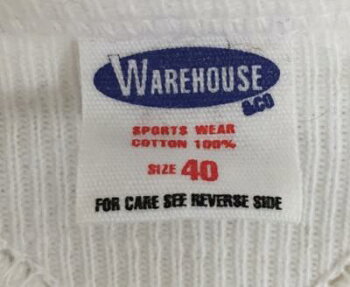 WAREHOUSE
&CO
SPORTS WEAR
COTTON 100%
SIZE 40
FOR CARE SEE REVERSE SIDE